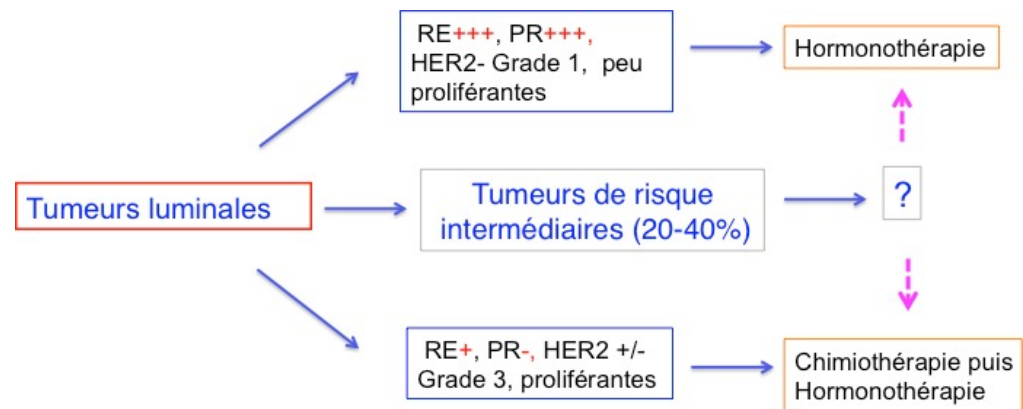 RE+++, PR+++,
HER2- Grade 1, peu
proliférantes
Hormonothérapie
Tumeurs luminales
Tumeurs de risque
intermédiaires (20-40%)
?
RE+, PR-, HER2 +/-
Grade 3, proliférantes
Chimiothérapie puis
Hormonothérapie